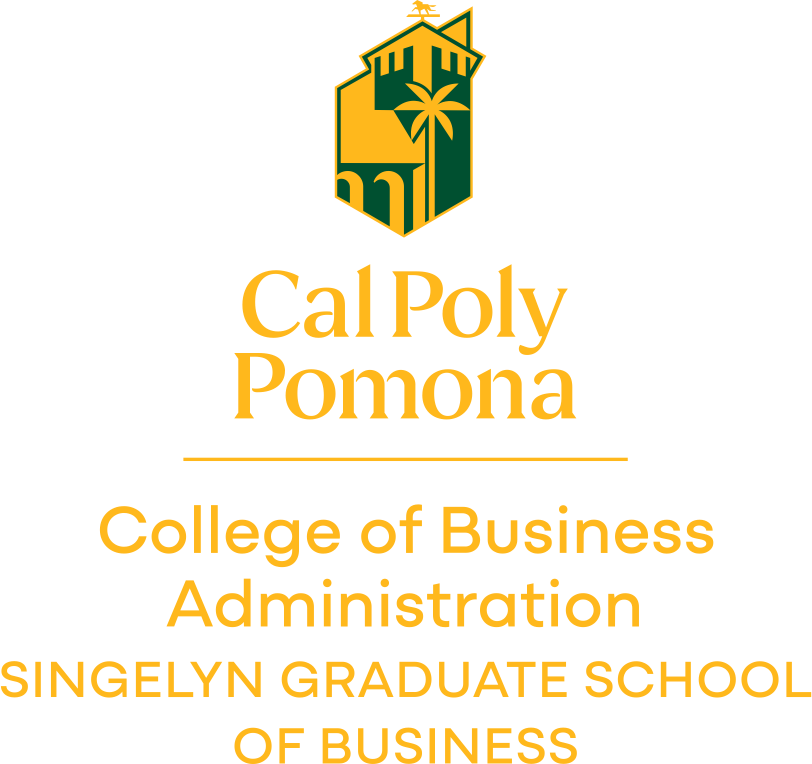 Cal Poly
Pomona
College of Business
Administration
SINGELYN GRADUATE SCHOOL
OF BUSINESS